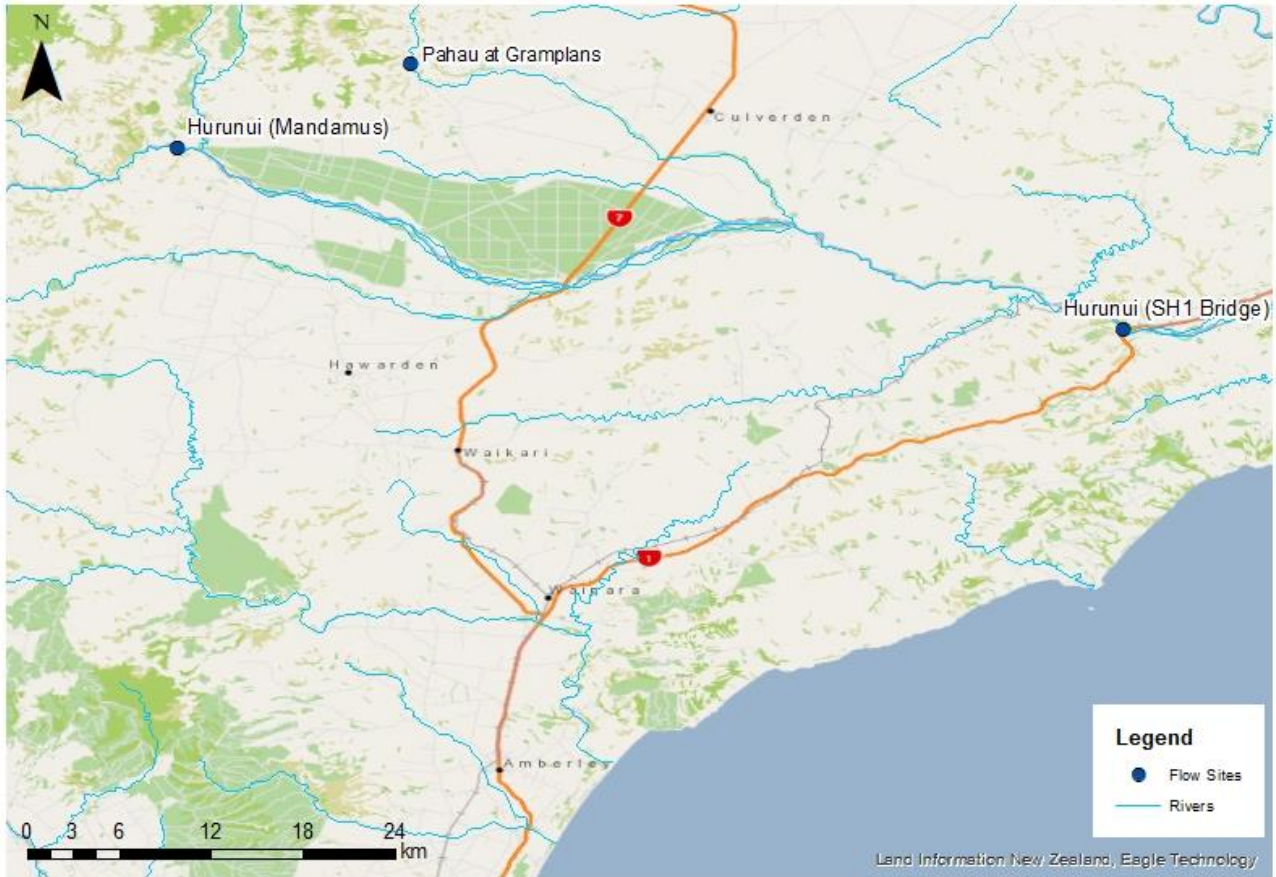 N
Pahau at Gramplans
Culverden
Hurunui (Mandamus)
7
Hurunui (SH1 Bridge)
Hawarden
Waikari
1
Waipara
Amberley
0 3 6 12 18 24
km
Legend
Flow Sites
Rivers
Land Information New Zealand, Eagle Technology